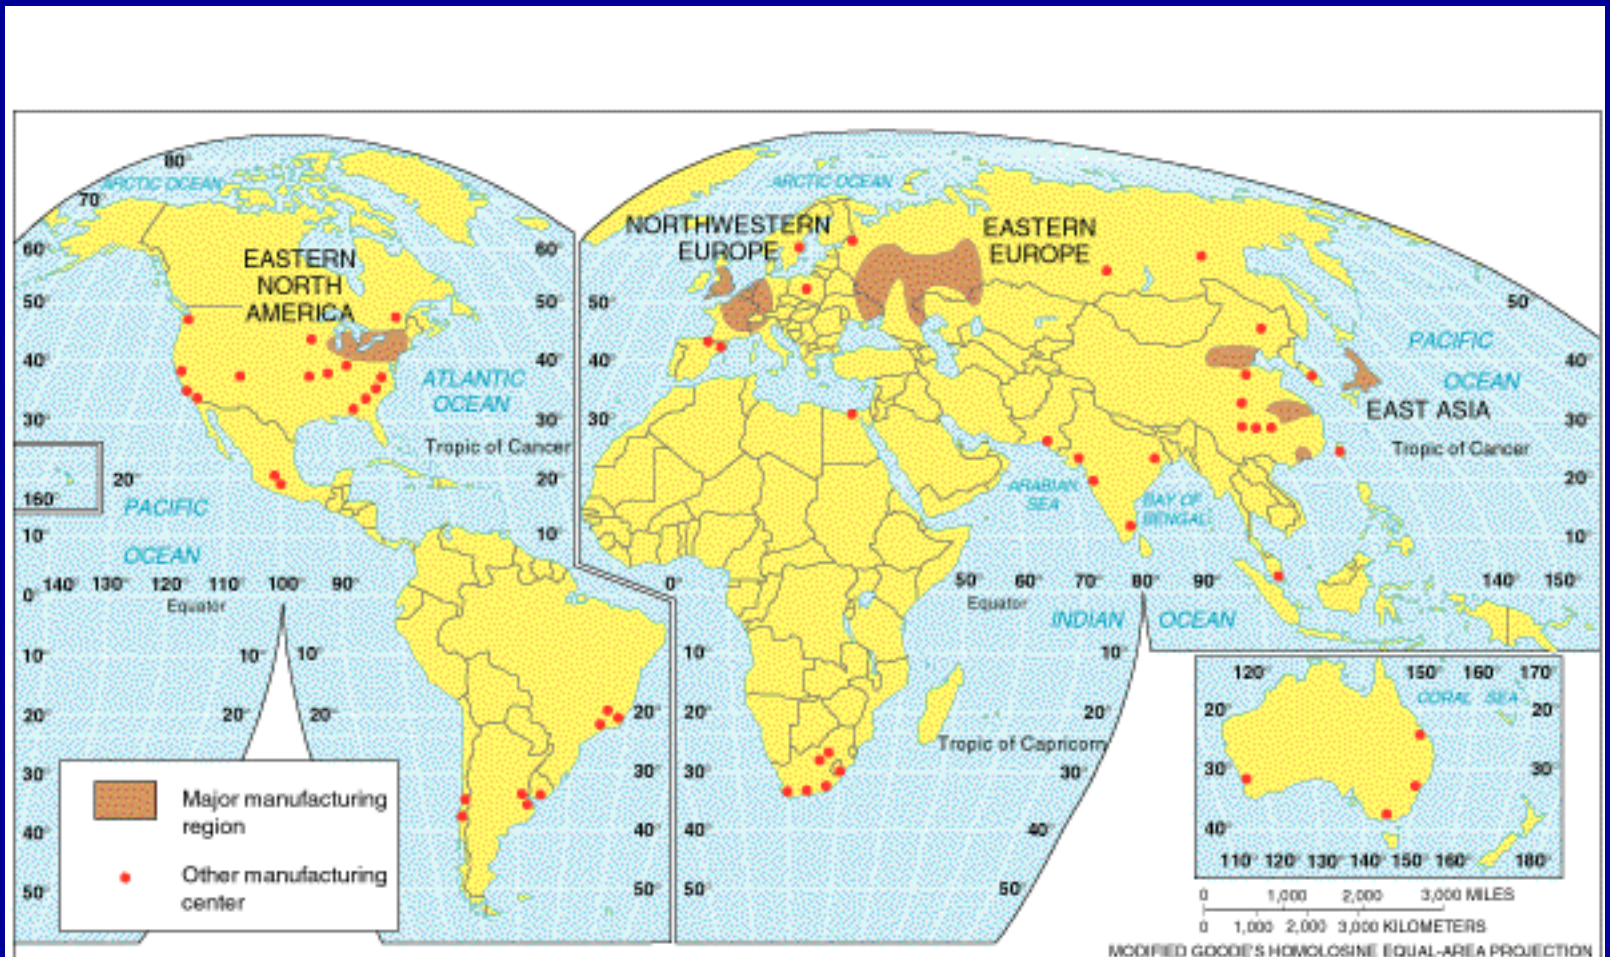 80°
ARCTIC OCEAN
70°
60°
60°
EASTERN
NORTH
AMERICA
50°
50°
40°
40°
ATLANTIC
OCEAN
30°
30°
Tropic of Cancer
20°
20°
160°
PACIFIC
10°
10°
OCEAN
140° 130° 120° 110° 100° 90°
0°
Equator
10° 10°
10°
20° 20°
20°
20°
30°
30°
40°
40°
50°
50°
Major manufacturing
region
Other manufacturing
center
ARCTIC OCEAN
NORTHWESTERN
EUROPE
EASTERN
EUROPE
50°
50°
PACIFIC
OCEAN
40°
40°
EAST ASIA
30°
30°
Tropic of Cancer
20°
ARABIAN
SEA
BAY OF
BENGAL
10°
0°
50° 60° 70° 80° 90°
140° 150°
Equator
INDIAN OCEAN
10°
10°
20°
20°
Tropic of Capricorn
30°
30°
40°
40°
50°
50°
120° 150° 160° 170°
CORAL SEA
20°
20°
30°
30°
40°
40°
110° 120° 130° 140° 150° 160° 180°
0 1,000 2,000 3,000 MILES
0 1,000 2,000 3,000 KILOMETERS
MODIFIED GOODE'S HOMOLOSINE EQUAL-AREA PROJECTION